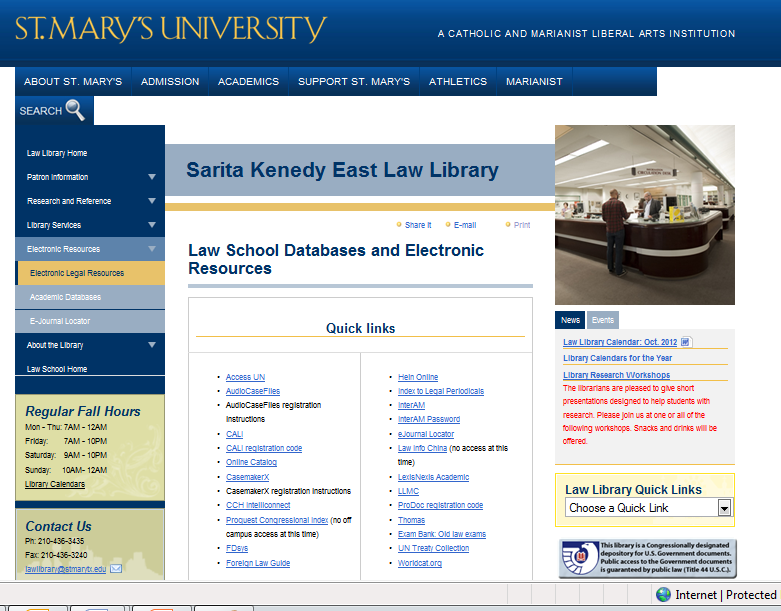 ST. MARY'S UNIVERSITY
A CATHOLIC AND MARIANIST LIBERAL ARTS INSTITUTION
ABOUT ST. MARY'S
ADMISSION
ACADEMICS
SUPPORT ST. MARY'S
ATHLETICS
MARIANIST
SEARCH
Law Library Home
Patron Information
Research and Reference
Library Services
Electronic Resources
Electronic Legal Resources
Academic Databases
E-Journal Locator
About the Library
Law School Home
Regular Fall Hours
Mon - Thu: 7AM - 12AM
Friday: 7AM - 10PM
Saturday: 9AM - 10PM
Sunday: 10AM- 12AM
Library Calendars
Contact Us
Ph: 210-436-3435
Fax: 210-436-3240
lawlibrary@stmarytx.edu
Sarita Kenedy East Law Library
Share It
E-mail
Print
Law School Databases and Electronic
Resources
Quick links
Access UN
AudioCaseFiles
AudioCaseFiles registration
instructions
CALI
CALI registration code
Online Catalog
CasemakerX
CasemakerX registration instructions
CCH Intelliconnect
Proquest Congressional Index (no off
campus access at this time)
FDsys
Foreign Law Guide
Hein Online
Index to Legal Periodicals
InterAM
InterAM Password
eJournal Locator
Law Info China (no access at this
time)
LexisNexis Academic
LLMC
ProDoc registration code
Thomas
Exam Bank: Old law exams
UN Treaty Collection
Worldcat.org
CIRCULATION DESK
News
Events
Law Library Calendar: Oct. 2012
Library Calendars for the Year
Library Research Workshops
The librarians are pleased to give short
presentations designed to help students with
research. Please join us at one or all of the
following workshops. Snacks and drinks will be
offered.
Law Library Quick Links
Choose a Quick Link
This library is a Congressionally designated
depository for U.S. Government documents.
Public access to the Government documents
is guaranteed by public law (Title 44 U.S.C.).
Internet | Protected